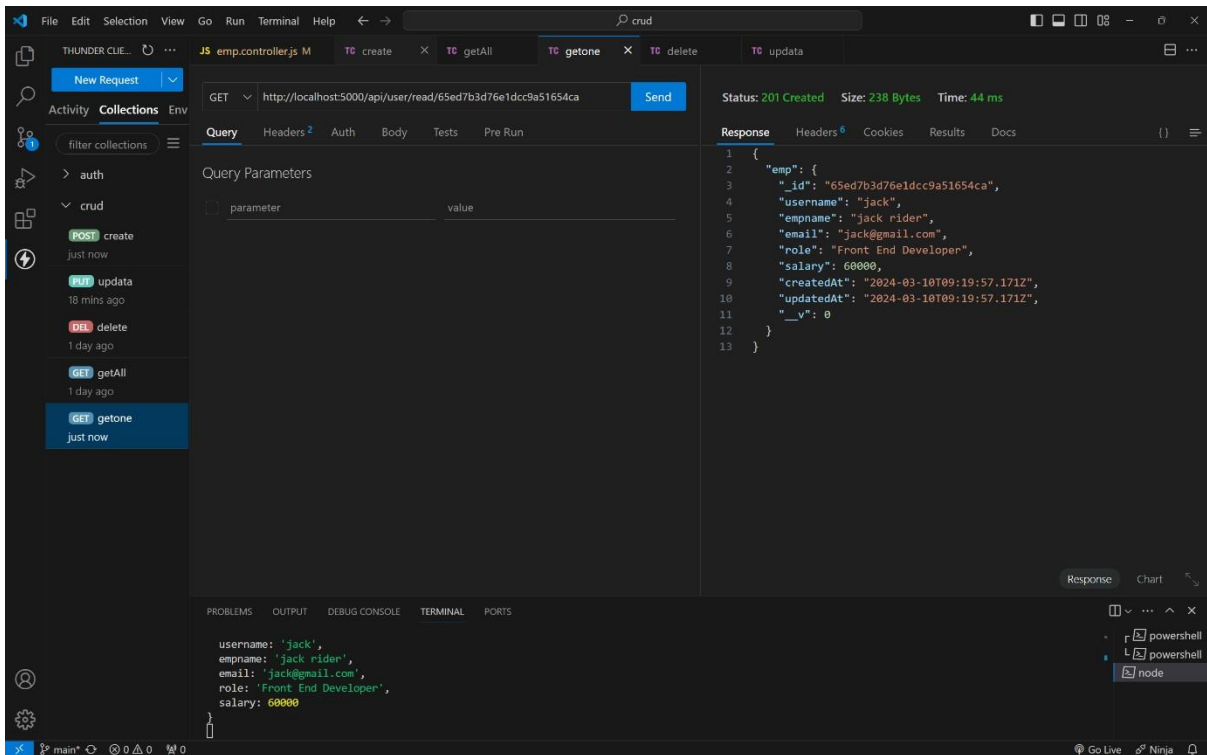 File Edit Selection View Go Run Terminal Help ← → crud
THUNDER CLIE... ...
JS emp.controller.js M TC create × TC getAll TC getone × TC delete TC updata ...
New Request
Activity Collections Env
filter collections
auth
crud
POST create
just now
PUT updata
18 mins ago
DEL delete
1 day ago
GET getAll
1 day ago
GET getone
just now
1
GET http://localhost:5000/api/user/read/65ed7b3d76e1dcc9a51654ca Send
Query Headers 2 Auth Body Tests Pre Run
Query Parameters
parameter value
Status: 201 Created Size: 238 Bytes Time: 44 ms
Response Headers 6 Cookies Results Docs {}
1 {
2 "emp": {
3 "_id": "65ed7b3d76e1dcc9a51654ca",
4 "username": "jack",
5 "empname": "jack rider",
6 "email": "jack@gmail.com",
7 "role": "Front End Developer",
8 "salary": 60000,
9 "createdAt": "2024-03-10T09:19:57.171Z",
10 "updatedAt": "2024-03-10T09:19:57.171Z",
11 "__v": 0
12 }
13 }
Response Chart
PROBLEMS OUTPUT DEBUG CONSOLE TERMINAL PORTS ...
username: 'jack',
empname: 'jack rider',
email: 'jack@gmail.com',
role: 'Front End Developer',
salary: 60000
}
powershell
powershell
node
main* 0 0 0 Go Live Ninja